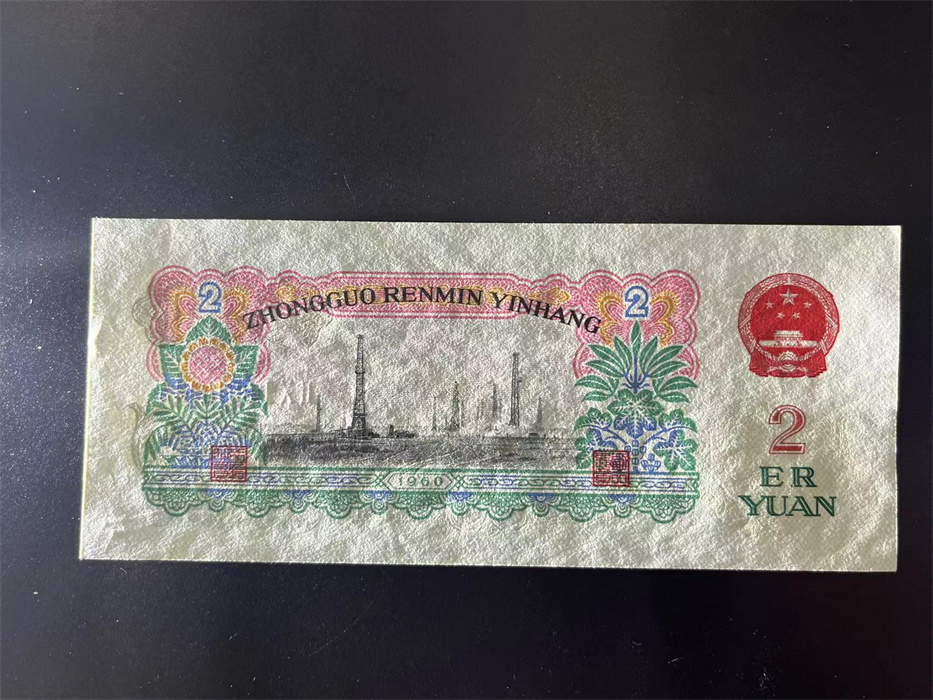 2
2
ZHONGGUO RENMIN YINHANG
1960
2
ER
YUAN